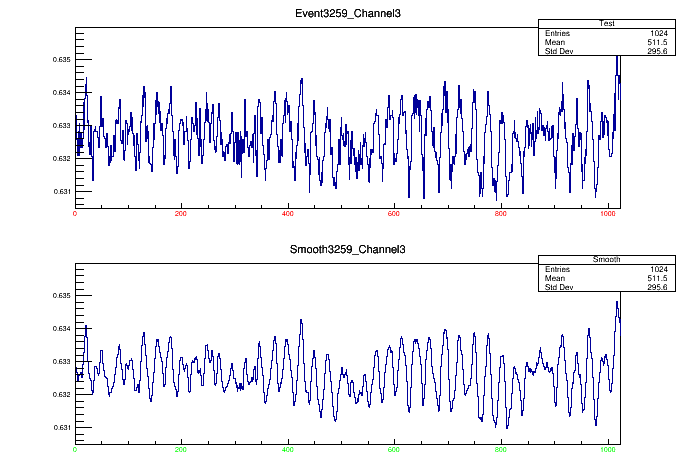 Event3259_Channel3
Test
Entries 1024
Mean 511.5
Std Dev 295.6
0.635
0.634
0.633
0.632
0.631
0 200 400 600 800 1000
Smooth3259_Channel3
Smooth
Entries 1024
Mean 511.5
Std Dev 295.6
0.635
0.634
0.633
0.632
0.631
0 200 400 600 800 1000